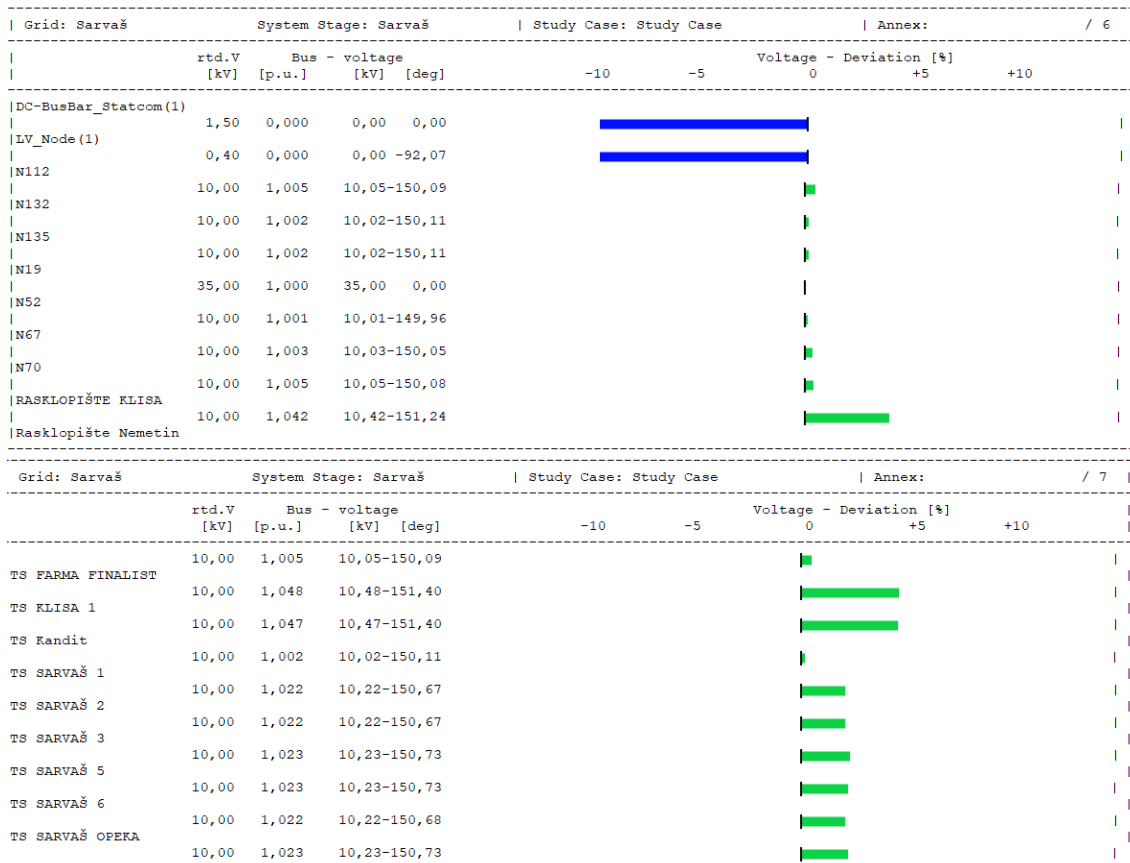 | Grid: Sarvaš System Stage: Sarvaš | Study Case: Study Case | Annex: / 6
| rtd.V Bus - voltage Voltage - Deviation [%]
| [kV] [p.u.] [kV] [deg] -10 -5 0 +5 +10
|DC-BusBar_Statcom(1)
| 1,50 0,000 0,00 0,00 |
|LV_Node(1)
| 0,40 0,000 0,00 -92,07 |
|N112
| 10,00 1,005 10,05-150,09 |
|N132
| 10,00 1,002 10,02-150,11 |
|N135
| 10,00 1,002 10,02-150,11 |
|N19
| 35,00 1,000 35,00 0,00 |
|N52
| 10,00 1,001 10,01-149,96 |
|N67
| 10,00 1,003 10,03-150,05 |
|N70
| 10,00 1,005 10,05-150,08 |
|RASKLOPIŠTE KLISA
| 10,00 1,042 10,42-151,24 |
|Rasklopište Nemetin
Grid: Sarvaš System Stage: Sarvaš | Study Case: Study Case | Annex: / 7 |
rtd.V Bus - voltage Voltage - Deviation [%] |
[kV] [p.u.] [kV] [deg] -10 -5 0 +5 +10 |
10,00 1,005 10,05-150,09 |
TS FARMA FINALIST |
10,00 1,048 10,48-151,40 |
TS KLISA 1 |
10,00 1,047 10,47-151,40 |
TS Kandit |
10,00 1,002 10,02-150,11 |
TS SARVAŠ 1 |
10,00 1,022 10,22-150,67 |
TS SARVAŠ 2 |
10,00 1,022 10,22-150,67 |
TS SARVAŠ 3 |
10,00 1,023 10,23-150,73 |
TS SARVAŠ 5 |
10,00 1,023 10,23-150,73 |
TS SARVAŠ 6 |
10,00 1,022 10,22-150,68 |
TS SARVAŠ OPEKA |
10,00 1,023 10,23-150,73 |